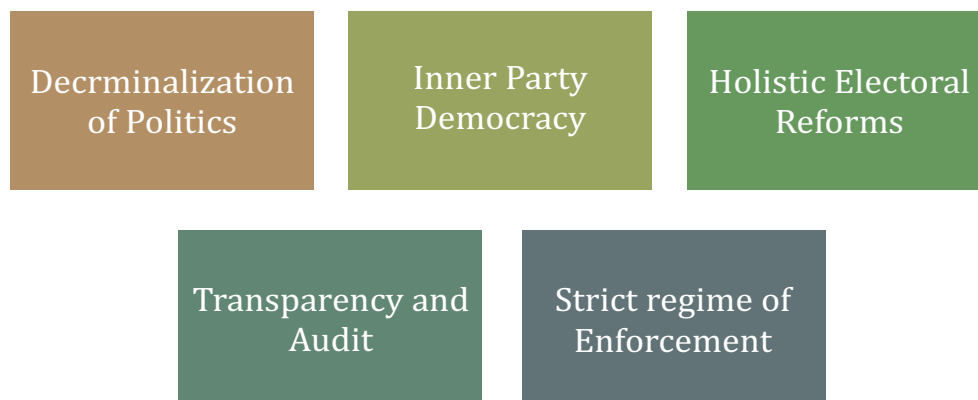 Decrminalization
of Politics
Inner Party
Democracy
Holistic Electoral
Reforms
Transparency and
Audit
Strict regime of
Enforcement